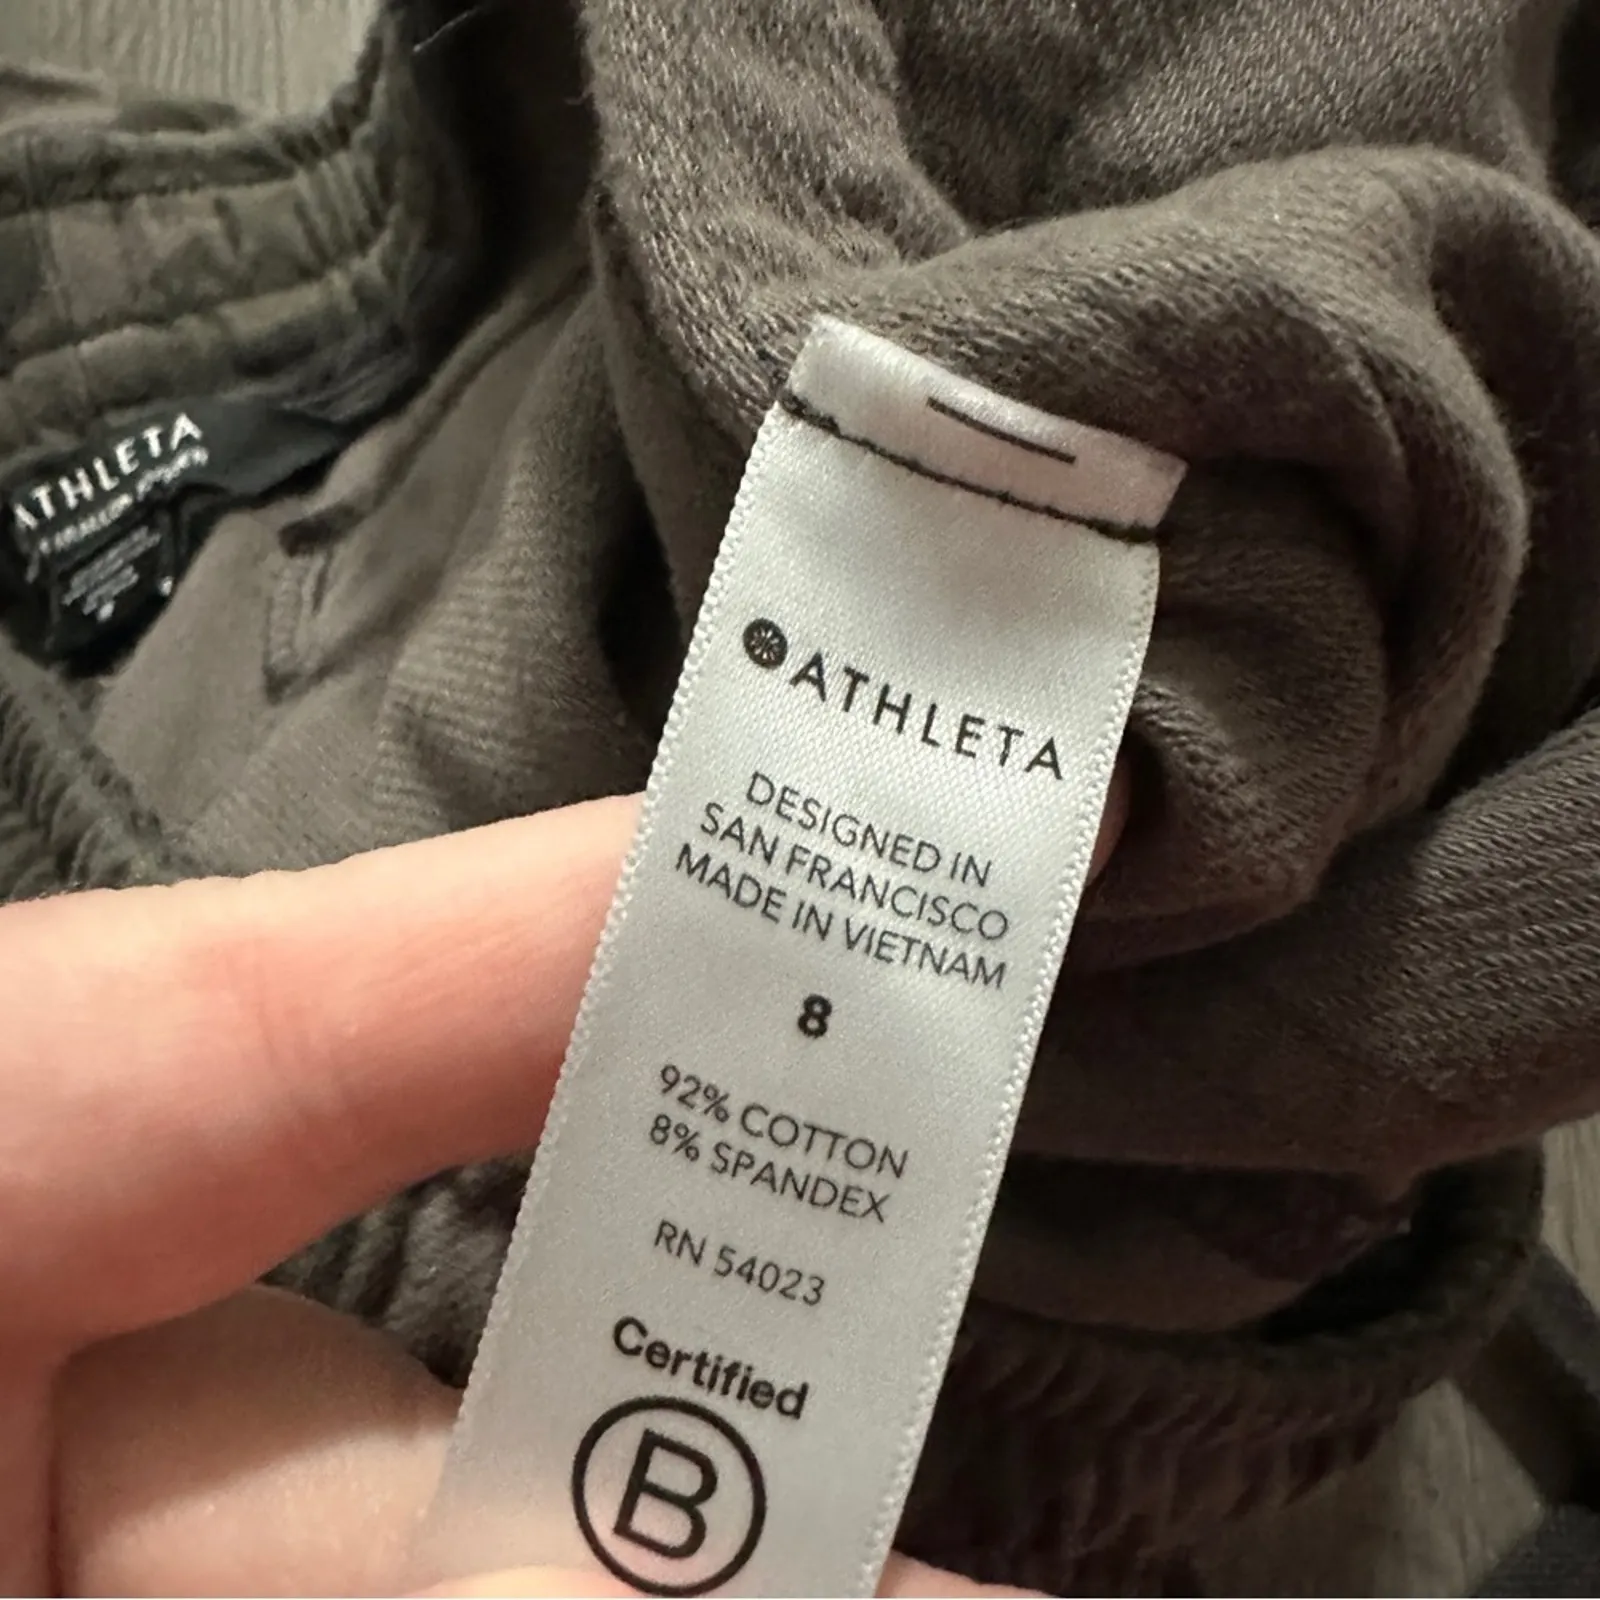 ATHLETA
ATHLETA
DESIGNED IN
SAN FRANCISCO
MADE IN VIETNAM
8
92% COTTON
8% SPANDEX
RN 54023
Certified
B